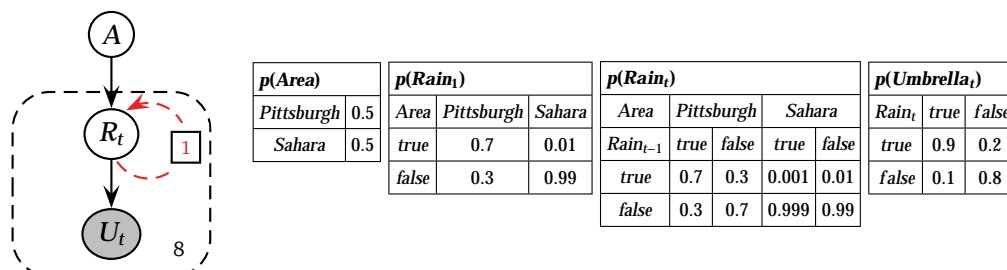 A
R_t
1
U_t
8
p(Area)
Pittsburgh 0.5
Sahara 0.5
p(Rain_1)
Area Pittsburgh Sahara
true 0.7 0.01
false 0.3 0.99
p(Rain_t)
Area Pittsburgh Sahara
Rain_{t−1} true false true false
true 0.7 0.3 0.001 0.01
false 0.3 0.7 0.999 0.99
p(Umbrella_t)
Rain_t true false
true 0.9 0.2
false 0.1 0.8